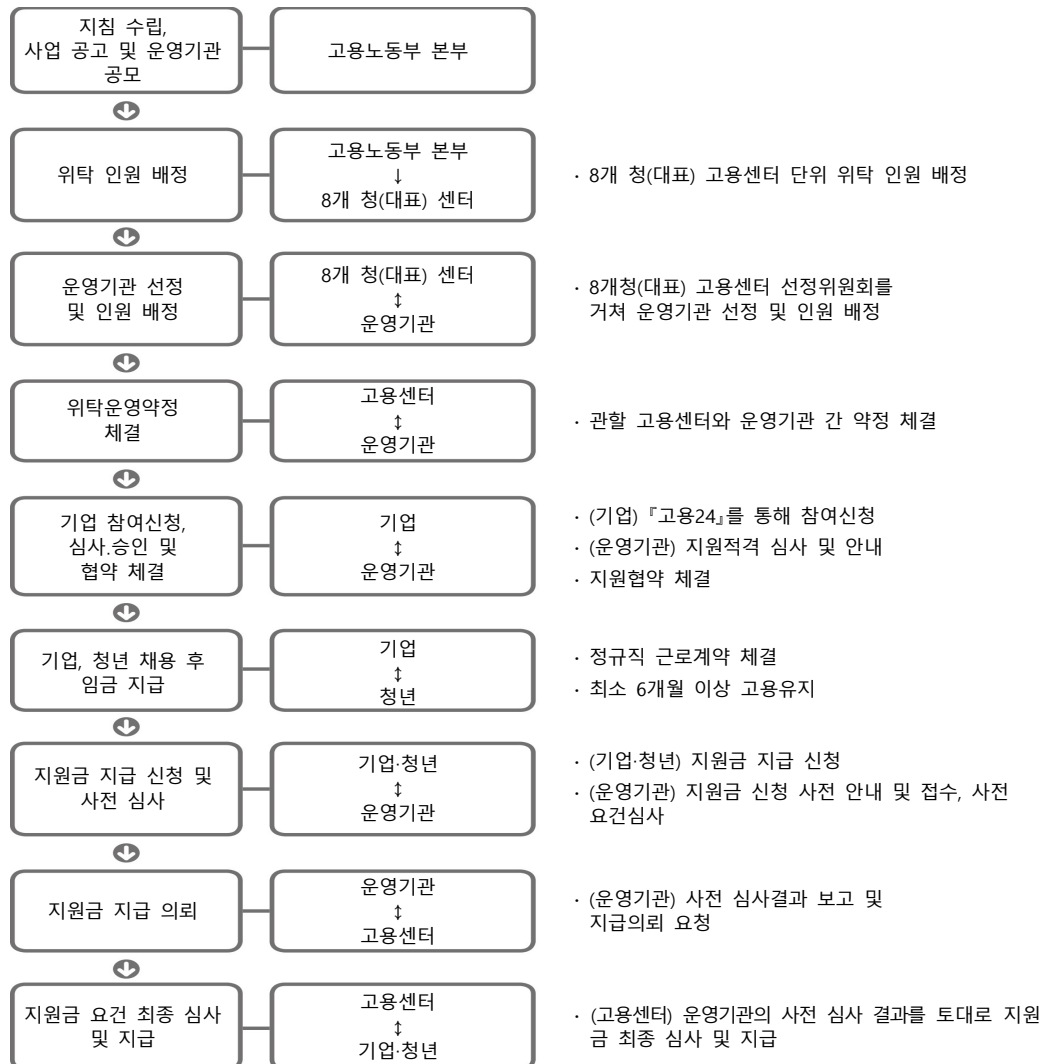 지침 수립,
사업 공고 및 운영기관
공모
고용노동부 본부
위탁 인원 배정
고용노동부 본부
↓
8개 청(대표) 센터
· 8개 청(대표) 고용센터 단위 위탁 인원 배정
운영기관 선정
및 인원 배정
8개 청(대표) 센터
↕
운영기관
· 8개청(대표) 고용센터 선정위원회를
거쳐 운영기관 선정 및 인원 배정
위탁운영약정
체결
고용센터
↕
운영기관
· 관할 고용센터와 운영기관 간 약정 체결
기업 참여신청,
심사.승인 및
협약 체결
기업
↕
운영기관
· (기업)『고용24』를 통해 참여신청
· (운영기관) 지원적격 심사 및 안내
· 지원협약 체결
기업, 청년 채용 후
임금 지급
기업
↕
청년
· 정규직 근로계약 체결
· 최소 6개월 이상 고용유지
지원금 지급 신청 및
사전 심사
기업·청년
↕
운영기관
· (기업·청년) 지원금 지급 신청
· (운영기관) 지원금 신청 사전 안내 및 접수, 사전
요건심사
지원금 지급 의뢰
운영기관
↕
고용센터
· (운영기관) 사전 심사결과 보고 및
지급의뢰 요청
지원금 요건 최종 심사
및 지급
고용센터
↕
기업·청년
· (고용센터) 운영기관의 사전 심사 결과를 토대로 지원
금 최종 심사 및 지급